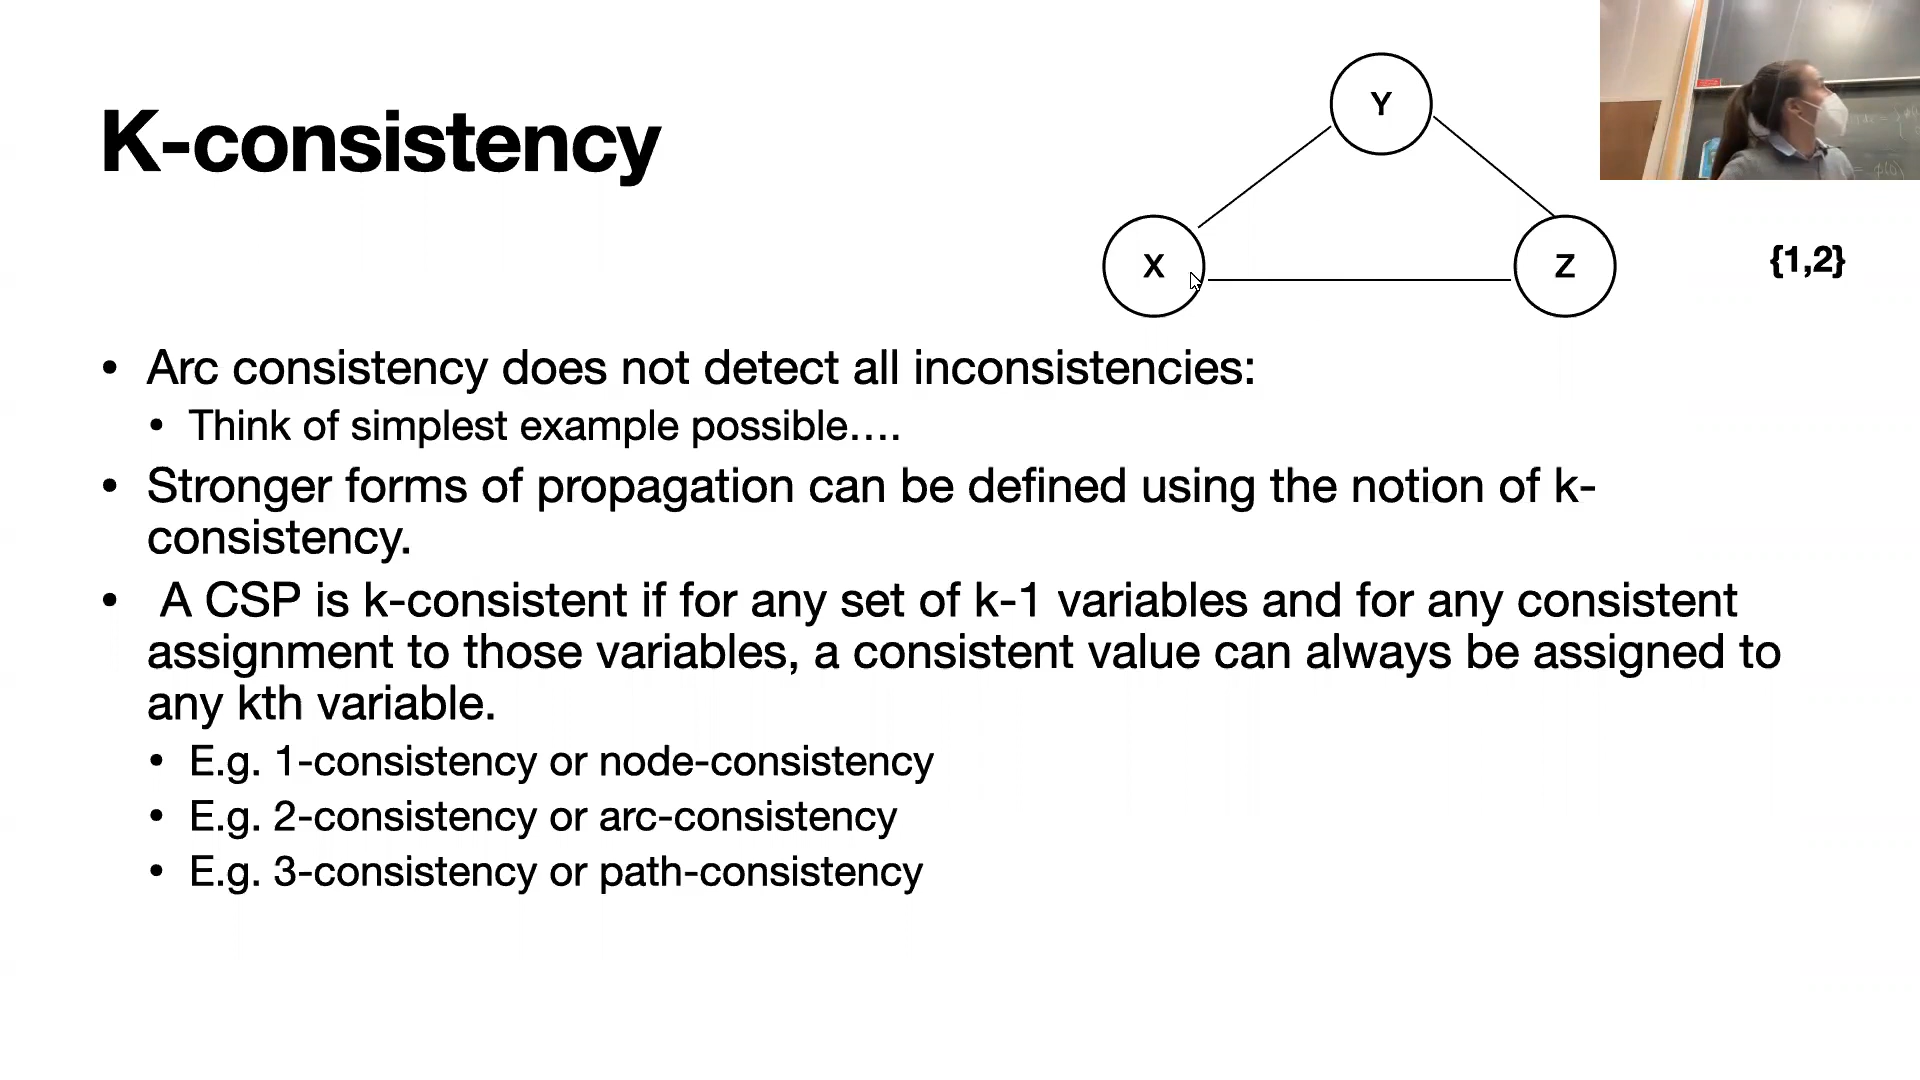 K-consistency
Y
X
Z
{1,2}
• Arc consistency does not detect all inconsistencies:
• Think of simplest example possible….
• Stronger forms of propagation can be defined using the notion of k-
consistency.
• A CSP is k-consistent if for any set of k-1 variables and for any consistent
assignment to those variables, a consistent value can always be assigned to
any kth variable.
• E.g. 1-consistency or node-consistency
• E.g. 2-consistency or arc-consistency
• E.g. 3-consistency or path-consistency